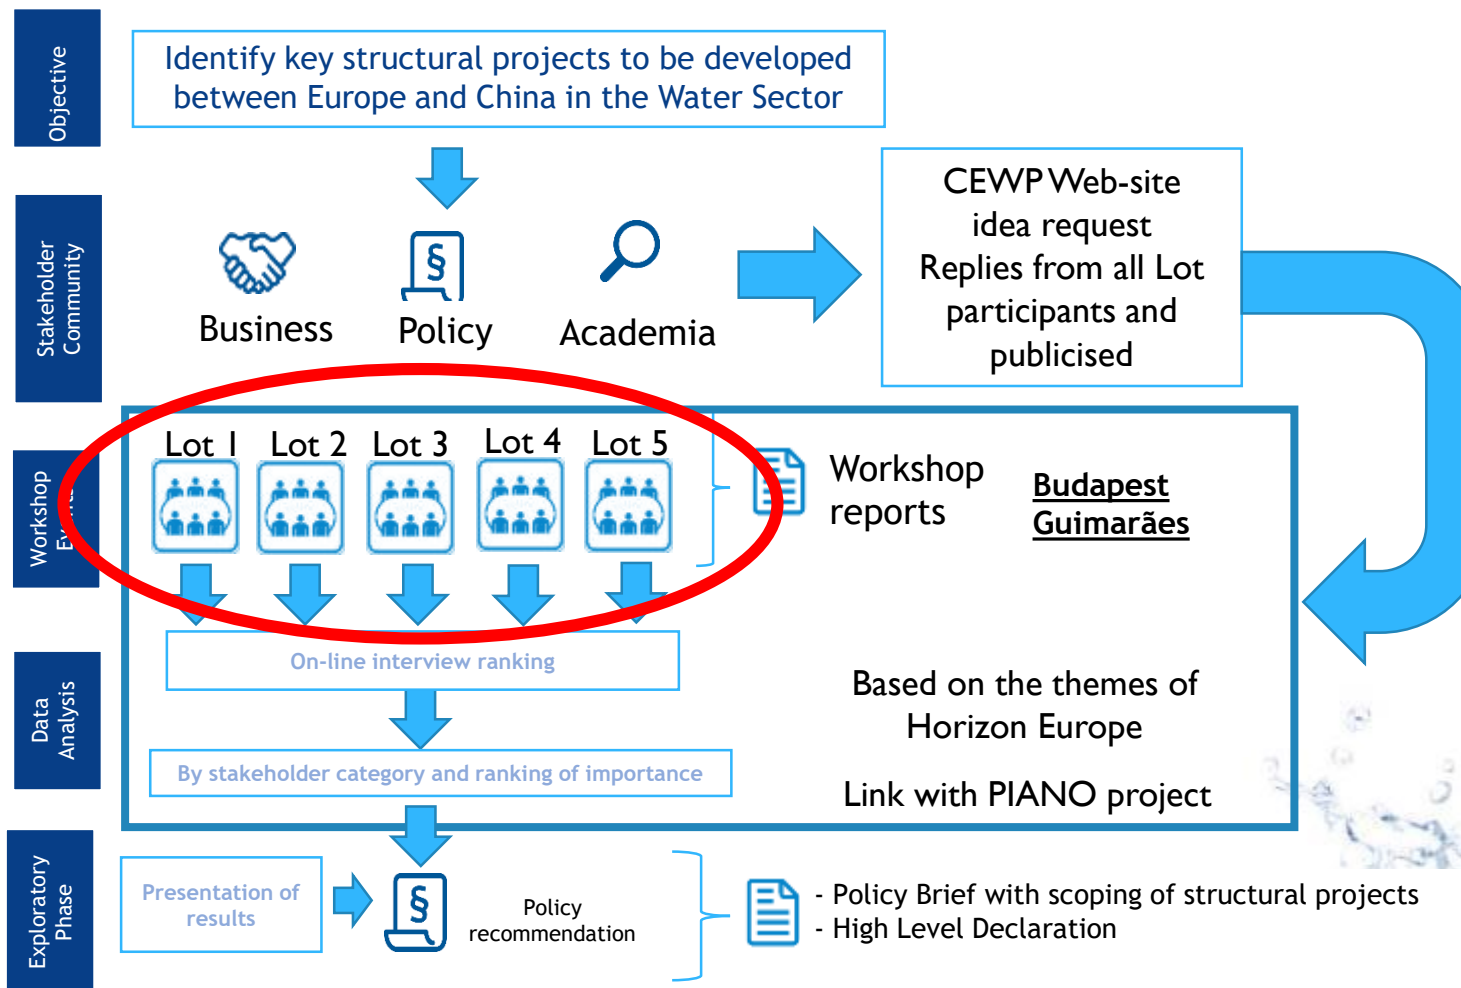 Objective
Identify key structural projects to be developed
between Europe and China in the Water Sector
Stakeholder
Community
Business
§
Policy
Academia
CEWP Web-site
idea request
Replies from all Lot
participants and
publicised
Workshop
Lot 1
Lot 2
Lot 3
Lot 4
Lot 5
Workshop
reports
Budapest
Guimarães
On-line interview ranking
Data
Analysis
By stakeholder category and ranking of importance
Based on the themes of
Horizon Europe
Link with PIANO project
Exploratory
Phase
Presentation of
results
§
Policy
recommendation
- Policy Brief with scoping of structural projects
- High Level Declaration